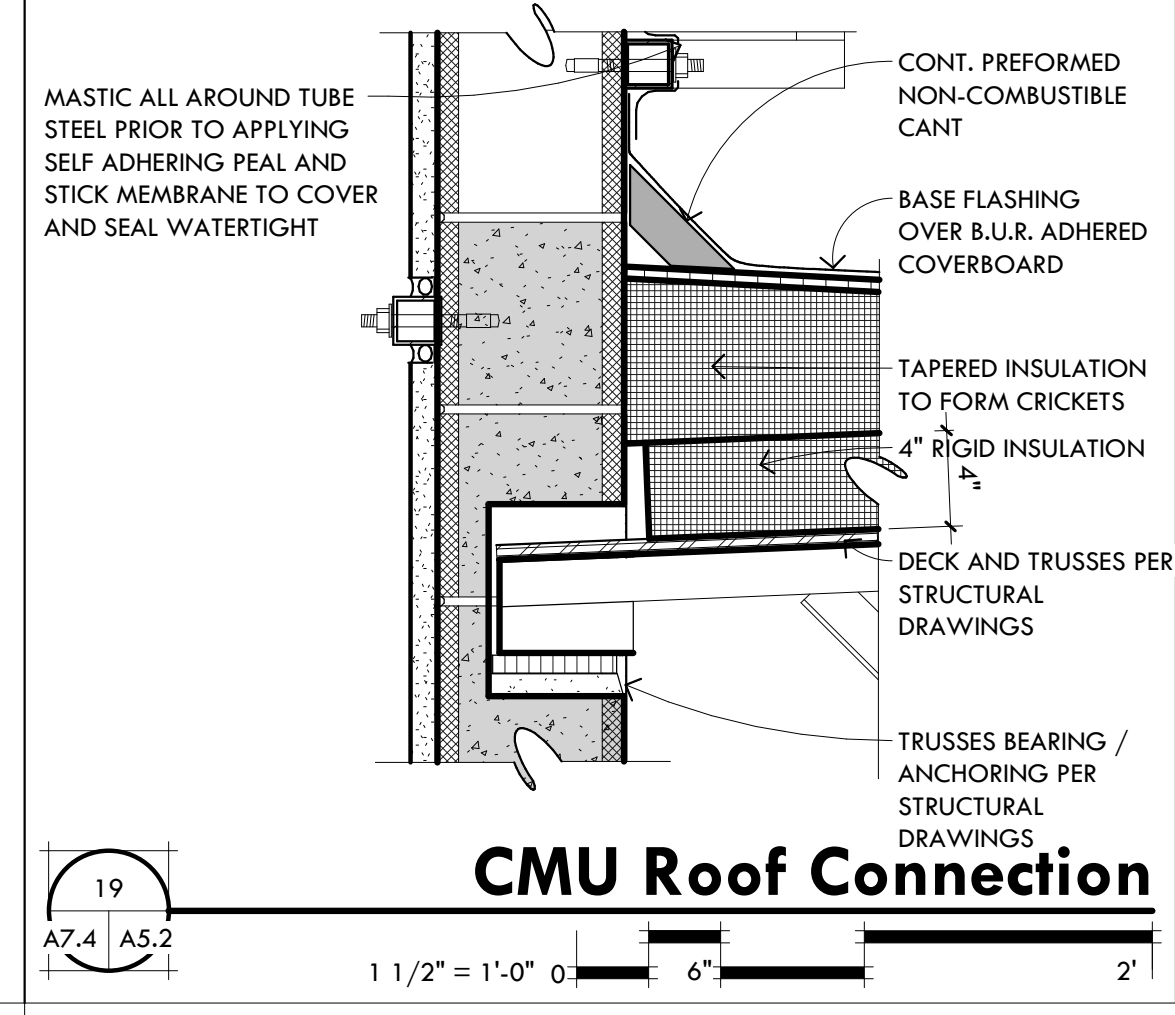 MASTIC ALL AROUND TUBE
STEEL PRIOR TO APPLYING
SELF ADHERING PEAL AND
STICK MEMBRANE TO COVER
AND SEAL WATERTIGHT
CONT. PREFORMED
NON-COMBUSTIBLE
CANT
BASE FLASHING
OVER B.U.R. ADHERED
COVERBOARD
TAPERED INSULATION
TO FORM CRICKETS
4" RIGID INSULATION
4"
DECK AND TRUSSES PER
STRUCTURAL
DRAWINGS
TRUSSES BEARING /
ANCHORING PER
STRUCTURAL
DRAWINGS
CMU Roof Connection
19
A7.4 A5.2
1 1/2" = 1'-0" 0 6" 2'